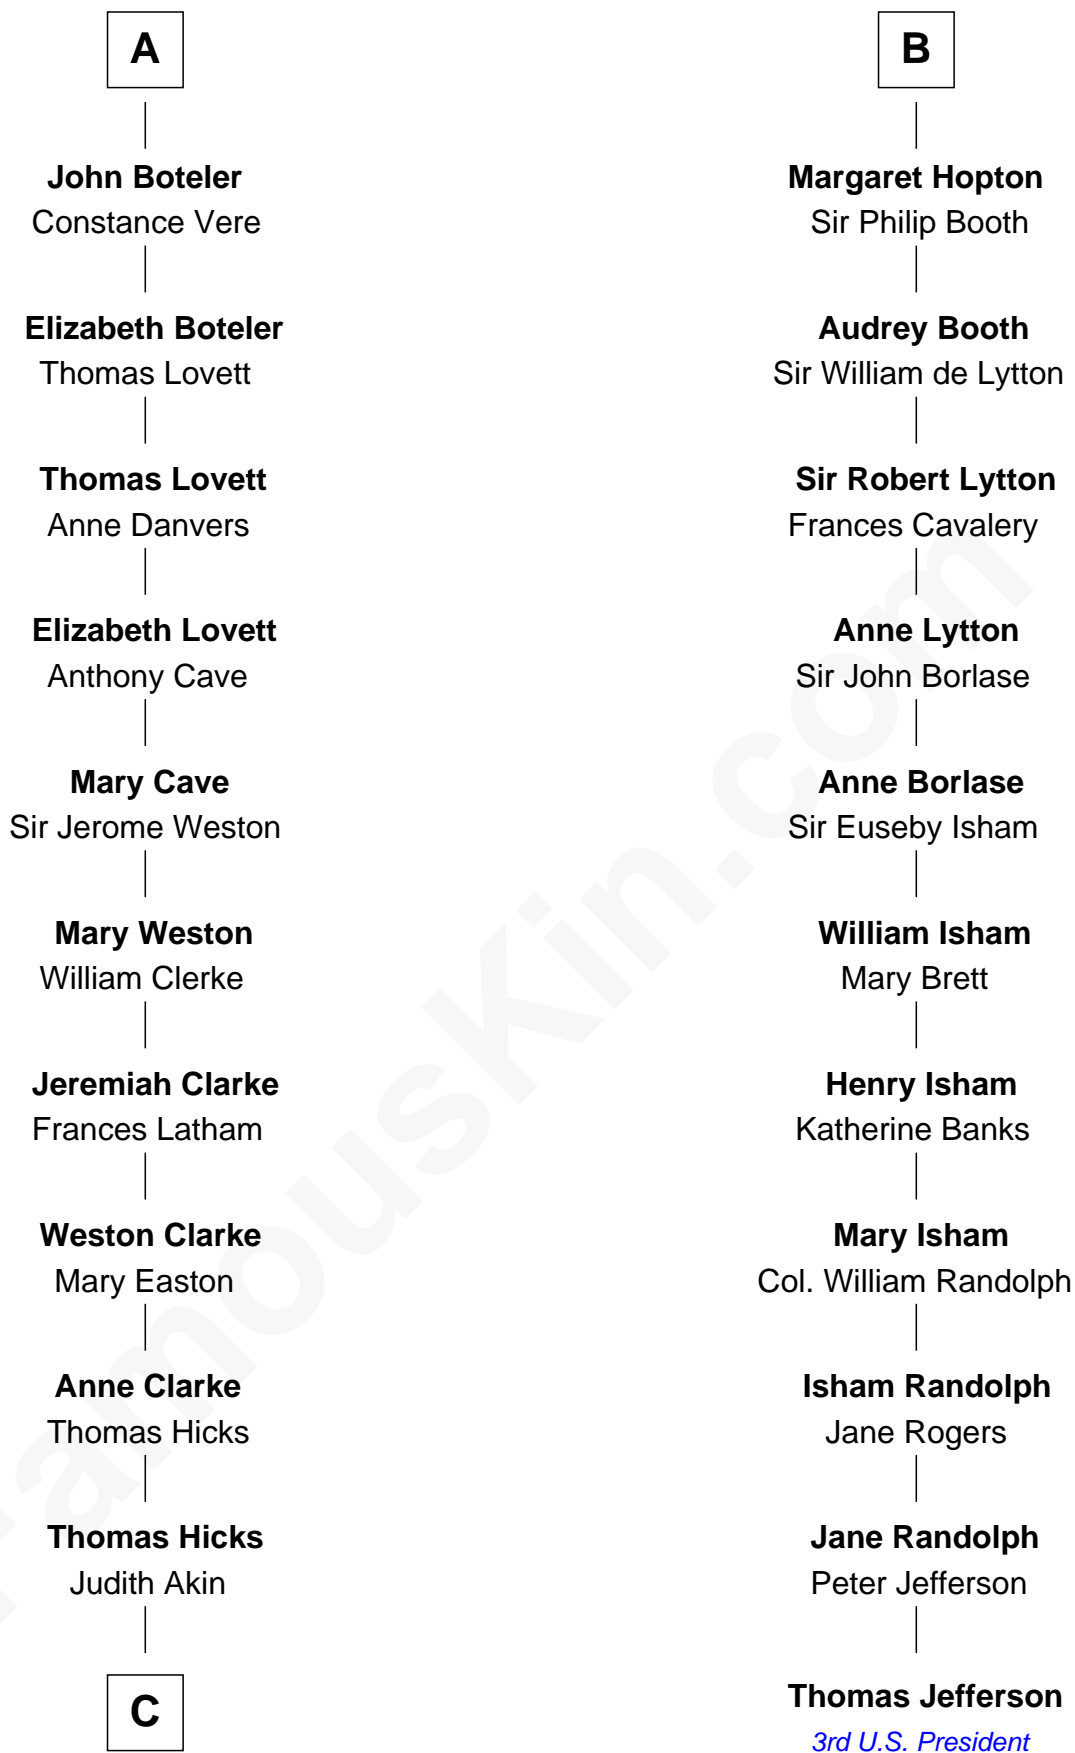 A
John Boteler
Constance Vere
Elizabeth Boteler
Thomas Lovett
Thomas Lovett
Anne Danvers
Elizabeth Lovett
Anthony Cave
Mary Cave
Sir Jerome Weston
Mary Weston
William Clerke
Jeremiah Clarke
Frances Latham
Weston Clarke
Mary Easton
Anne Clarke
Thomas Hicks
Thomas Hicks
Judith Akin
C
B
Margaret Hopton
Sir Philip Booth
Audrey Booth
Sir William de Lytton
Sir Robert Lytton
Frances Cavalery
Anne Lytton
Sir John Borlase
Anne Borlase
Sir Euseby Isham
William Isham
Mary Brett
Henry Isham
Katherine Banks
Mary Isham
Col. William Randolph
Isham Randolph
Jane Rogers
Jane Randolph
Peter Jefferson
Thomas Jefferson
3rd U.S. President
FamousKin.com